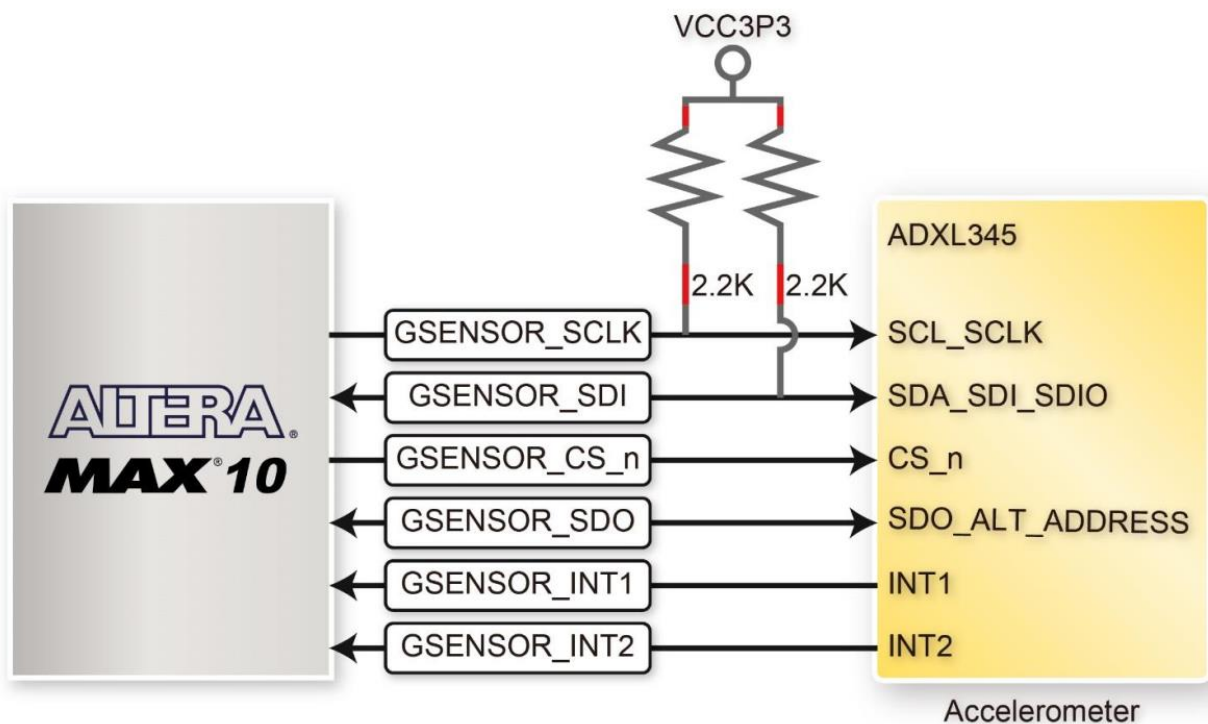 VCC3P3
2.2K 2.2K
ALTERA®
MAX®10
GSENSOR_SCLK
GSENSOR_SDI
GSENSOR_CS_n
GSENSOR_SDO
GSENSOR_INT1
GSENSOR_INT2
ADXL345
SCL_SCLK
SDA_SDI_SDIO
CS_n
SDO_ALT_ADDRESS
INT1
INT2
Accelerometer